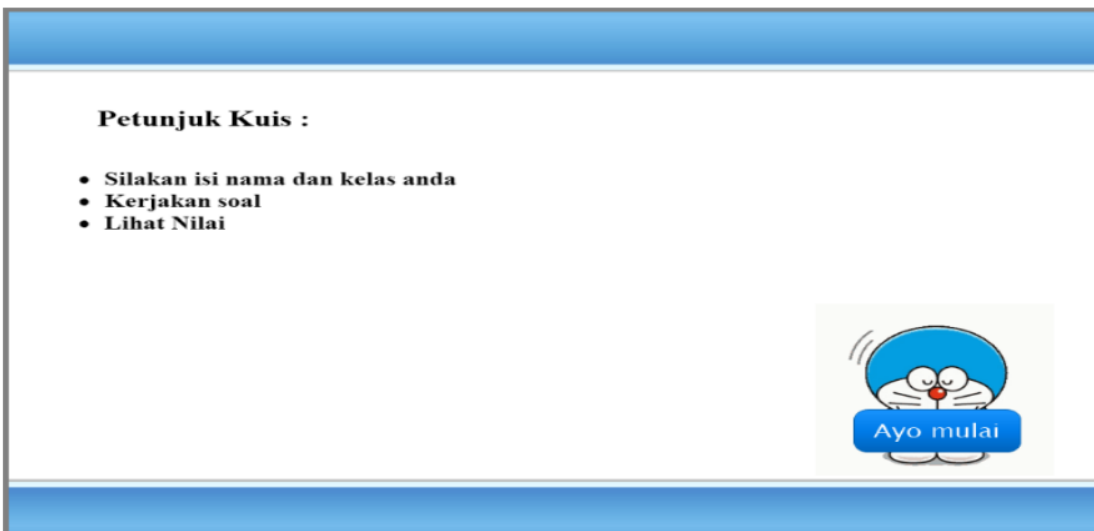 Petunjuk Kuis :
• Silakan isi nama dan kelas anda
• Kerjakan soal
• Lihat Nilai
Ayo mulai